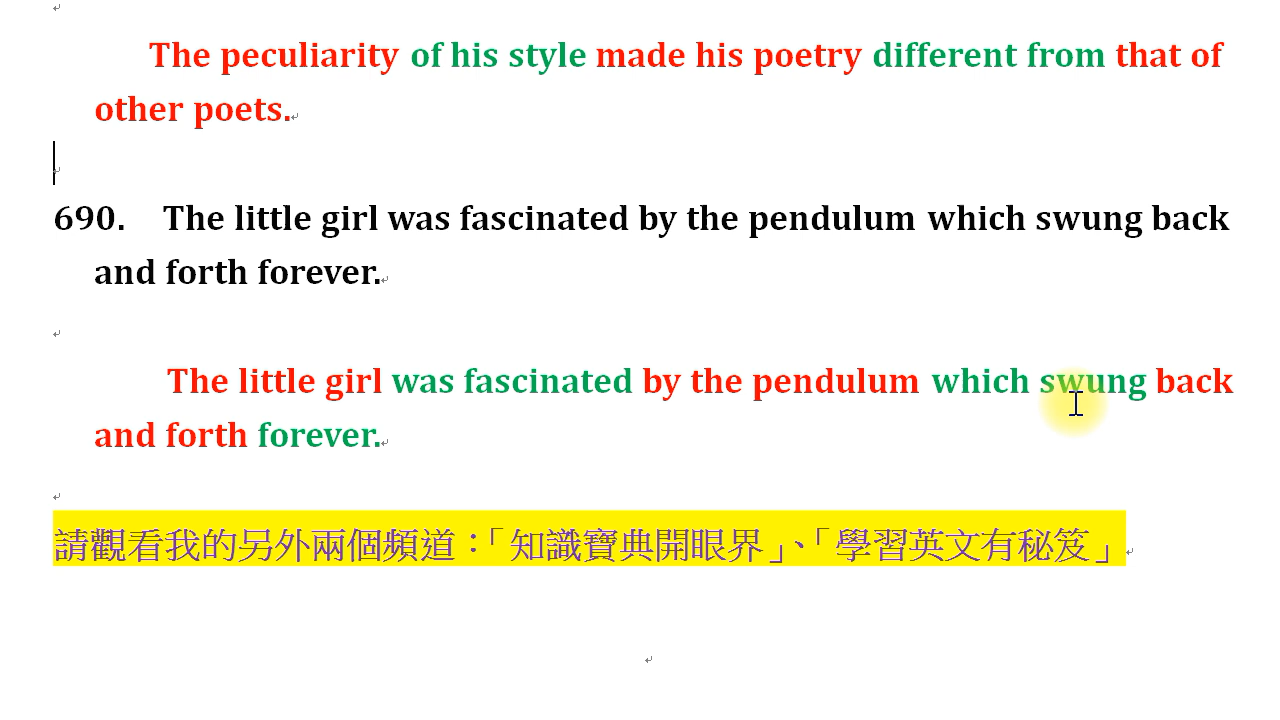 The peculiarity of his style made his poetry different from that of
other poets.
690. The little girl was fascinated by the pendulum which swung back
and forth forever.
The little girl was fascinated by the pendulum which swung back
and forth forever.
請觀看我的另外兩個頻道：「知識寶典開眼界」、「學習英文有秘笈」